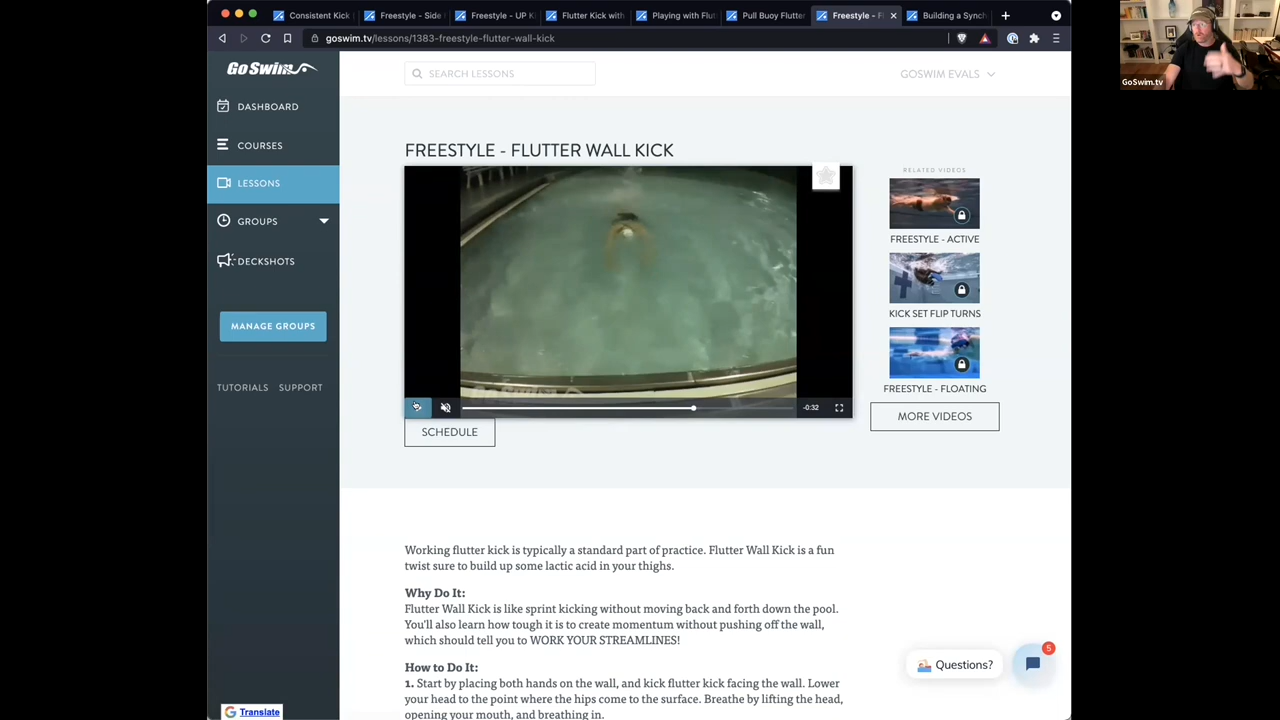 Consistent Kick
Freestyle - Side
Freestyle - UP K
Flutter Kick with
Playing with Flut
Pull Buoy Flutter
Freestyle - F
Building a Synch
goswim.tv/lessons/1383-freestyle-flutter-wall-kick
GoSwim.tv
GoSwim
SEARCH LESSONS
GOSWIM EVALS
DASHBOARD
COURSES
LESSONS
GROUPS
DECKSHOTS
MANAGE GROUPS
TUTORIALS SUPPORT
FREESTYLE - FLUTTER WALL KICK
GOSWIM
-0:32
SCHEDULE
RELATED VIDEOS
FREESTYLE - ACTIVE
KICK SET FLIP TURNS
FREESTYLE - FLOATING
MORE VIDEOS
Working flutter kick is typically a standard part of practice. Flutter Wall Kick is a fun
twist sure to build up some lactic acid in your thighs.
Why Do It:
Flutter Wall Kick is like sprint kicking without moving back and forth down the pool.
You'll also learn how tough it is to create momentum without pushing off the wall,
which should tell you to WORK YOUR STREAMLINES!
How to Do It:
1. Start by placing both hands on the wall, and kick flutter kick facing the wall. Lower
your head to the point where the hips come to the surface. Breathe by lifting the head,
opening your mouth, and breathing in.
Questions?
5
Translate